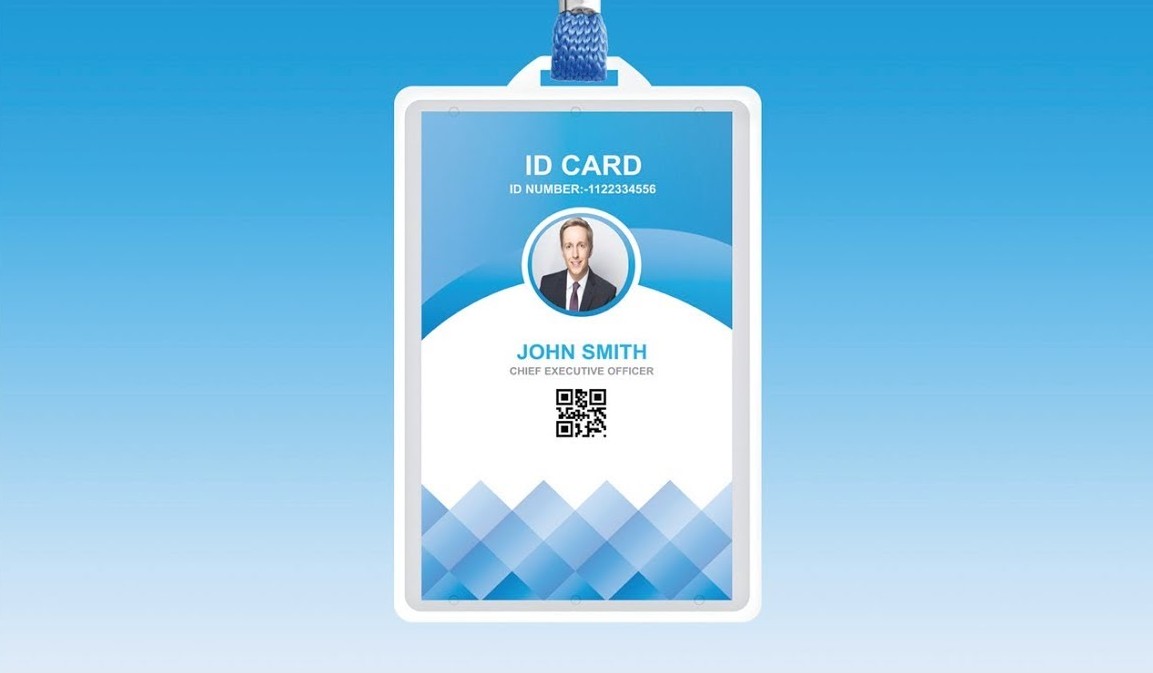 ID CARD
ID NUMBER:-1122334556
JOHN SMITH
CHIEF EXECUTIVE OFFICER